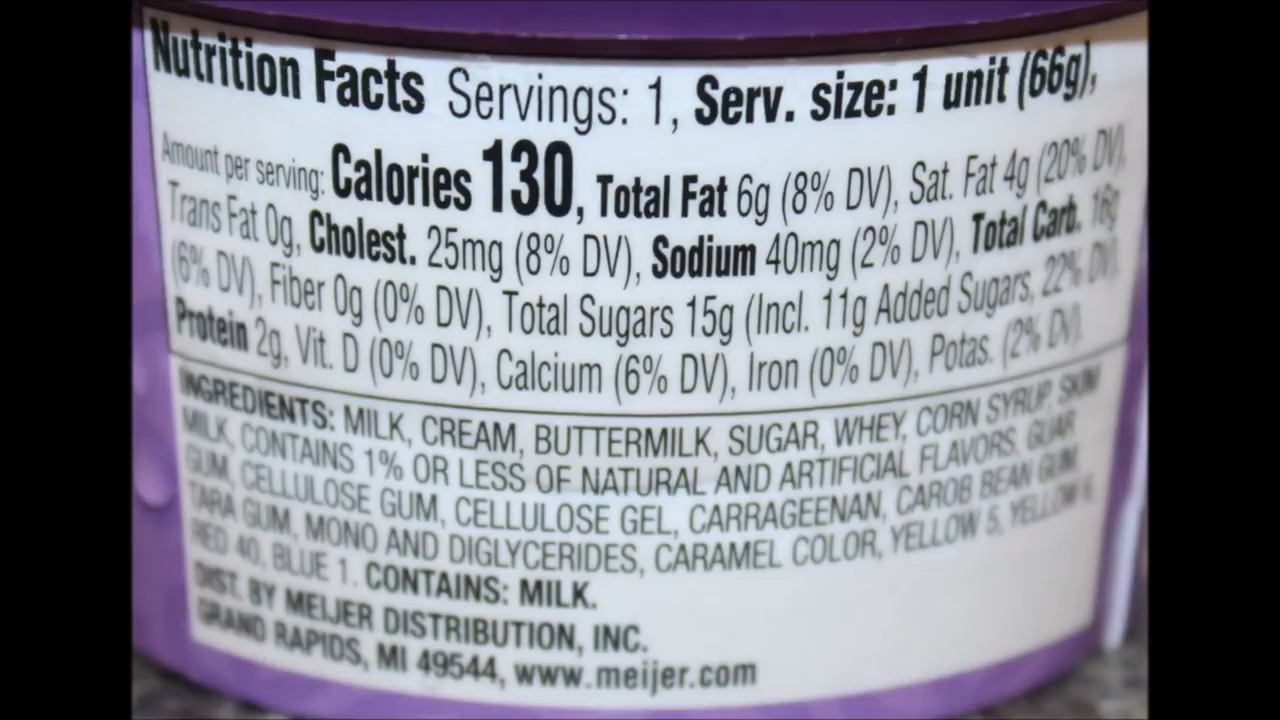 Nutrition Facts Servings: 1, Serv. size: 1 unit (66g),
Amount per serving: Calories 130, Total Fat 6g (8% DV), Sat. Fat 4g (20% DV),
Trans Fat 0g, Cholest. 25mg (8% DV), Sodium 40mg (2% DV), Total Carb. 16g
(6% DV), Fiber 0g (0% DV), Total Sugars 15g (Incl. 11g Added Sugars, 22% DV),
Protein 2g, Vit. D (0% DV), Calcium (6% DV), Iron (0% DV), Potas. (2% DV).
INGREDIENTS: MILK, CREAM, BUTTERMILK, SUGAR, WHEY, CORN SYRUP, SKIM
MILK, CONTAINS 1% OR LESS OF NATURAL AND ARTIFICIAL FLAVORS, GUAR
GUM, CELLULOSE GUM, CELLULOSE GEL, CARRAGEENAN, CAROB BEAN GUM,
TARA GUM, MONO AND DIGLYCERIDES, CARAMEL COLOR, YELLOW 5, YELLOW 6,
RED 40, BLUE 1. CONTAINS: MILK.
DIST. BY MEIJER DISTRIBUTION, INC.
GRAND RAPIDS, MI 49544, www.meijer.com